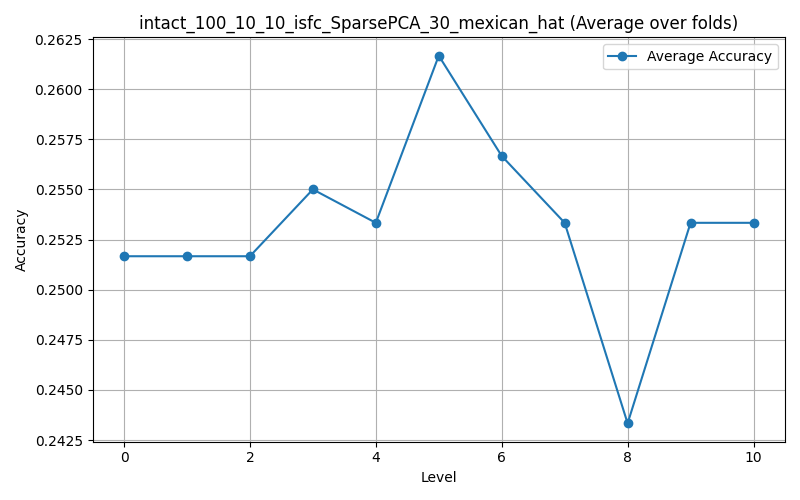 intact_100_10_10_isfc_SparsePCA_30_mexican_hat (Average over folds)
Average Accuracy
0.2625
0.2600
0.2575
0.2550
0.2525
0.2500
0.2475
0.2450
0.2425
Accuracy
0 2 4 6 8 10
Level